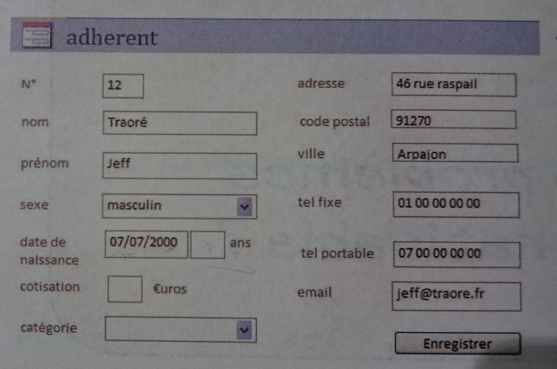 adherent
N° 12
nom Traoré
prénom Jeff
sexe masculin
date de naissance 07/07/2000 ans
cotisation €uros
catégorie
adresse 46 rue raspail
code postal 91270
ville Arpajon
tel fixe 01 00 00 00 00
tel portable 07 00 00 00 00
email jeff@traore.fr
Enregistrer